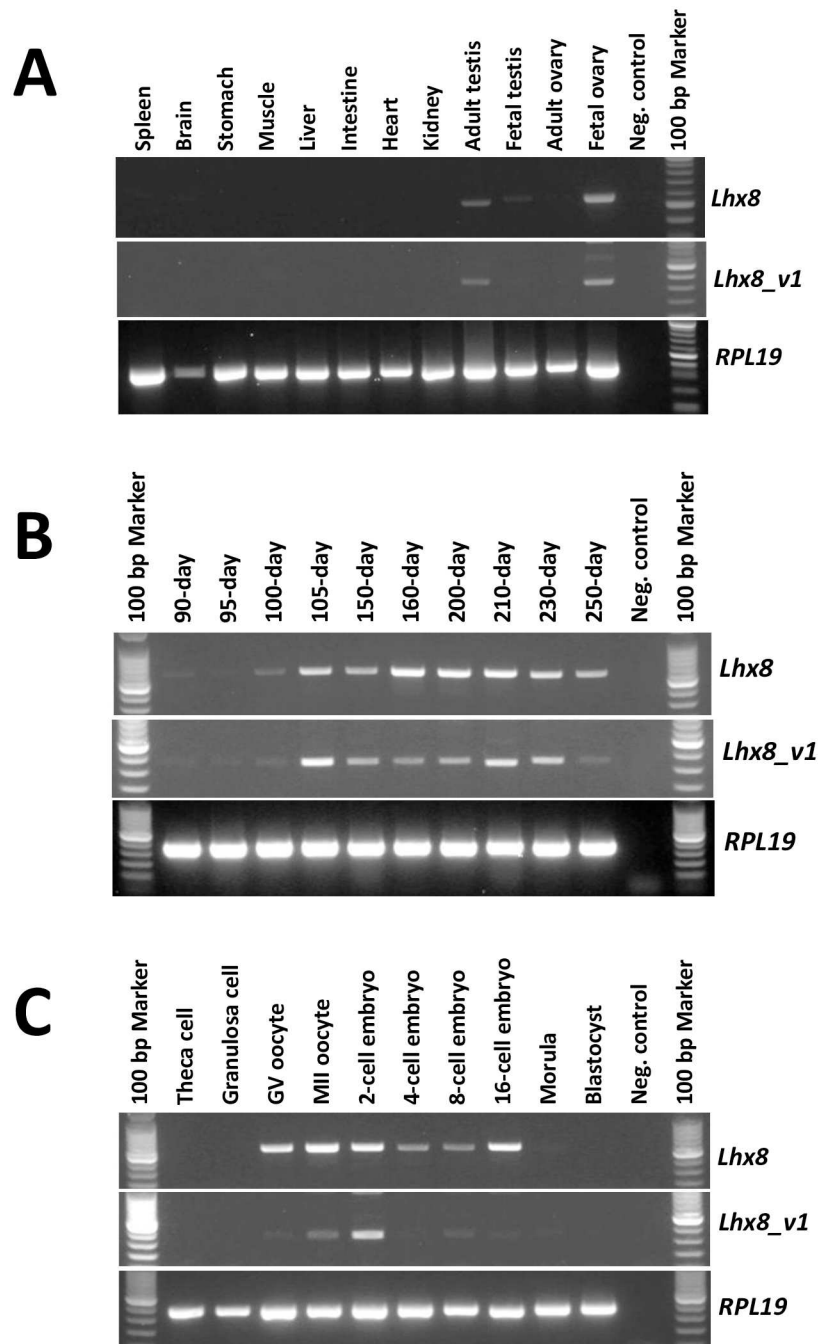 A
Spleen
Brain
Stomach
Muscle
Liver
Intestine
Heart
Kidney
Adult testis
Fetal testis
Adult ovary
Fetal ovary
Neg. control
100 bp Marker
Lhx8
Lhx8_v1
RPL19
B
100 bp Marker
90-day
95-day
100-day
105-day
150-day
160-day
200-day
210-day
230-day
250-day
Neg. control
100 bp Marker
Lhx8
Lhx8_v1
RPL19
C
100 bp Marker
Theca cell
Granulosa cell
GV oocyte
MII oocyte
2-cell embryo
4-cell embryo
8-cell embryo
16-cell embryo
Morula
Blastocyst
Neg. control
100 bp Marker
Lhx8
Lhx8_v1
RPL19